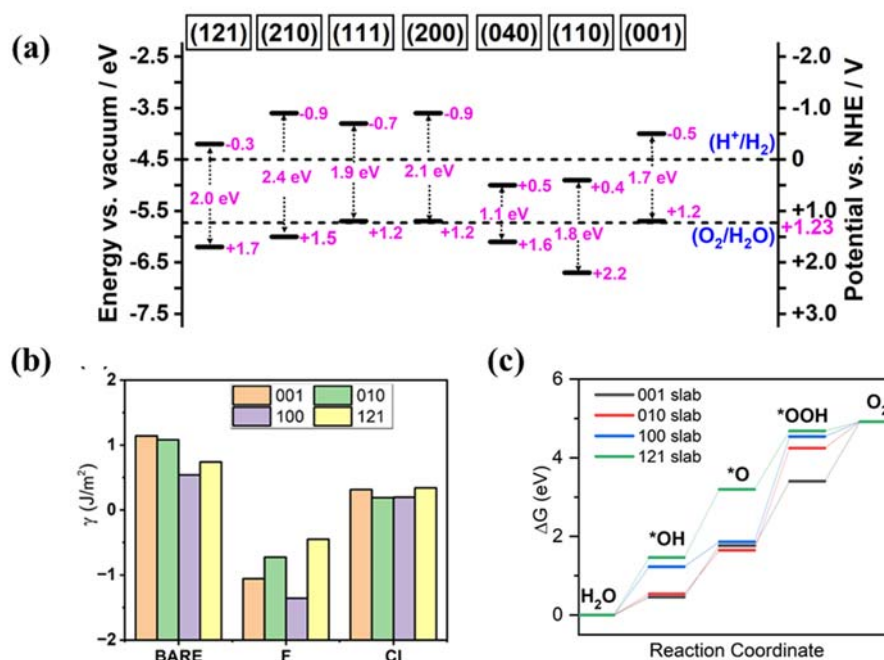 (a)
(121) (210) (111) (200) (040) (110) (001)
Energy vs. vacuum / eV
-2.5
-3.5
-4.5
-5.5
-6.5
-7.5
-0.3
2.0 eV
+1.7
-0.9
2.4 eV
+1.5
-0.7
1.9 eV
+1.2
-0.9
2.1 eV
+1.2
+0.5
1.1 eV
+1.6
+0.4
1.8 eV
+2.2
-0.5
1.7 eV
+1.2
(H+/H2)
(O2/H2O)
-2.0
-1.0
0
+1.0
+1.23
+2.0
+3.0
Potential vs. NHE / V
(b)
γ (J/m²)
2
1
0
-1
-2
001 010
100 121
BARE F Cl
(c)
ΔG (eV)
6
4
2
0
001 slab
010 slab
100 slab
121 slab
H2O
*OH
*O
*OOH
O2
Reaction Coordinate